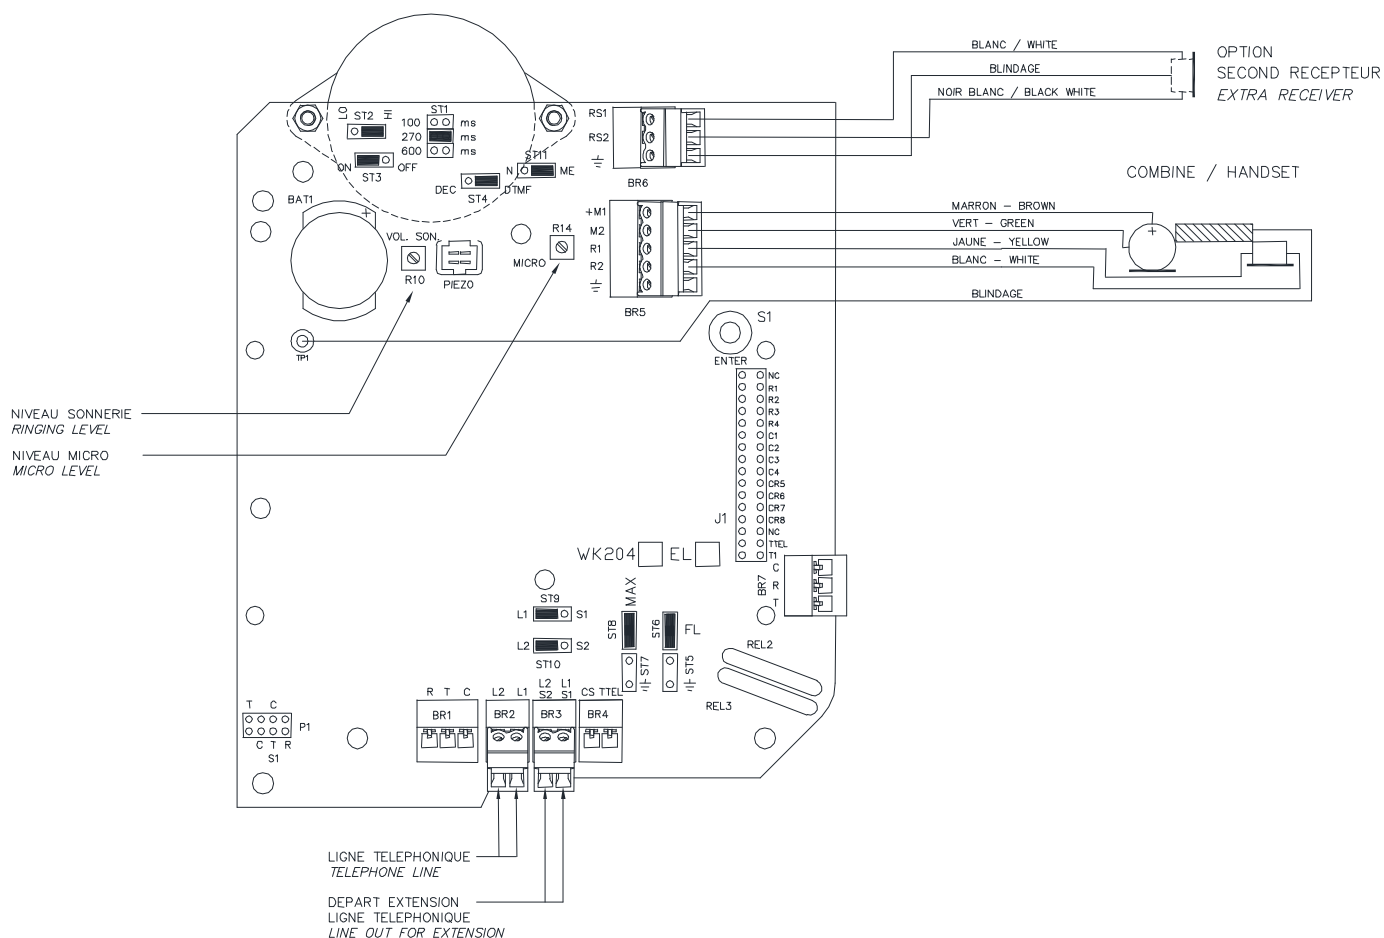 BLANC / WHITE
BLINDAGE
NOIR BLANC / BLACK WHITE
OPTION
SECOND RECEPTEUR
EXTRA RECEIVER
COMBINE / HANDSET
MARRON – BROWN
VERT – GREEN
JAUNE – YELLOW
BLANC – WHITE
BLINDAGE
LO ST2 HI
ST1
100 ms
270 ms
600 ms
ON OFF
ST3
ST11
N ME
DEC DTMF
ST4
RS1
RS2
BR6
BAT1
+
VOL. SON.
R10
PIEZO
R14
MICRO
+M1
M2
R1
R2
BR5
+
TP1
S1
ENTER
NC
R1
R2
R3
R4
C1
C2
C3
C4
CR5
CR6
CR7
CR8
NC
TTEL
T1
J1
NIVEAU SONNERIE
RINGING LEVEL
NIVEAU MICRO
MICRO LEVEL
WK204 EL
C
R
T
BR7
ST9
L1 S1
L2 S2
ST10
MAX
ST8
ST7
ST6
FL
ST5
REL2
REL3
T C
P1
C T R
S1
R T C
BR1
L2 L1
BR2
L2 L1
S2 S1
BR3
CS TTEL
BR4
LIGNE TELEPHONIQUE
TELEPHONE LINE
DEPART EXTENSION
LIGNE TELEPHONIQUE
LINE OUT FOR EXTENSION